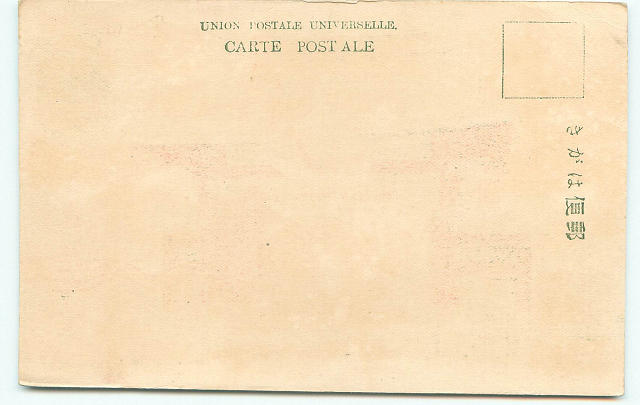 UNION POSTALE UNIVERSELLE.
CARTE POSTALE
郵便はがき